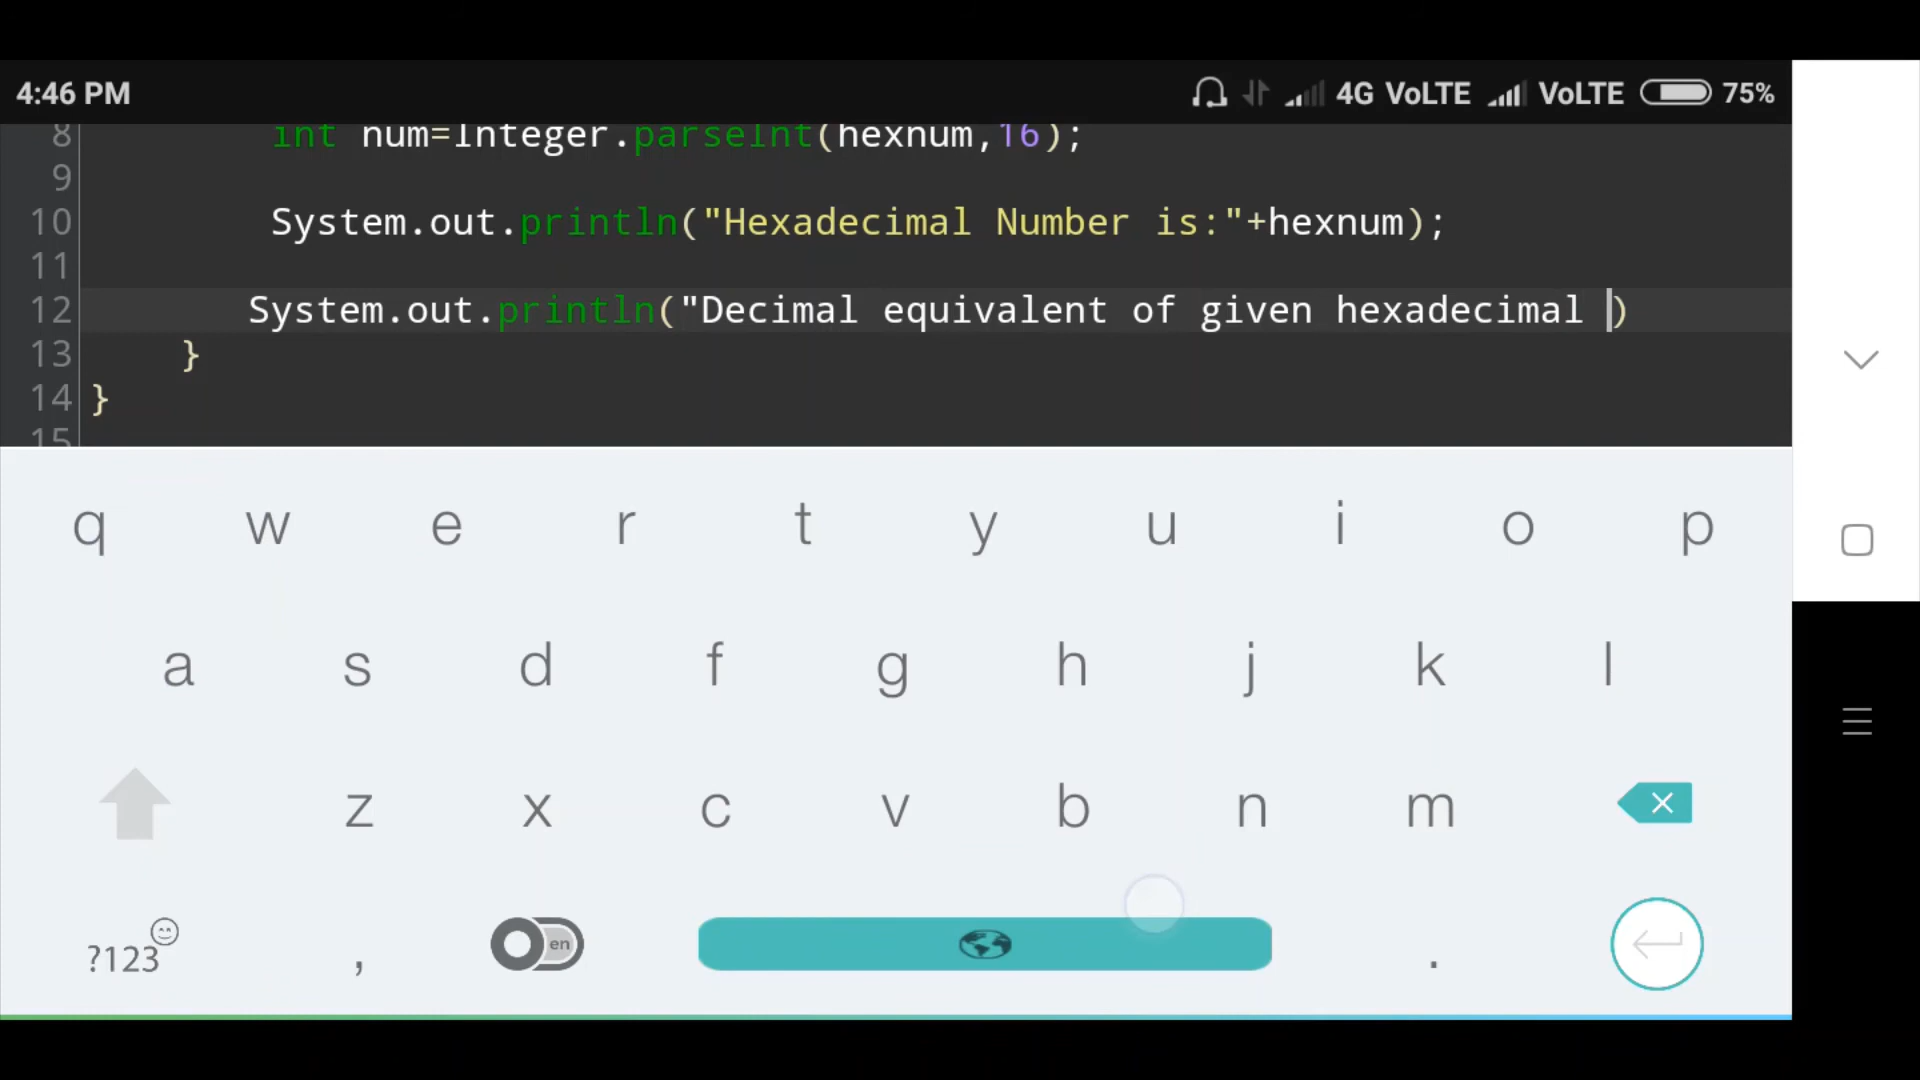 4:46 PM 4G VoLTE VoLTE 75%
8 int num=Integer.parseInt(hexnum,16);
9
10 System.out.println("Hexadecimal Number is:"+hexnum);
11
12 System.out.println("Decimal equivalent of given hexadecimal )
13 }
14 }
15
q w e r t y u i o p
a s d f g h j k l
z x c v b n m
?123 , en .